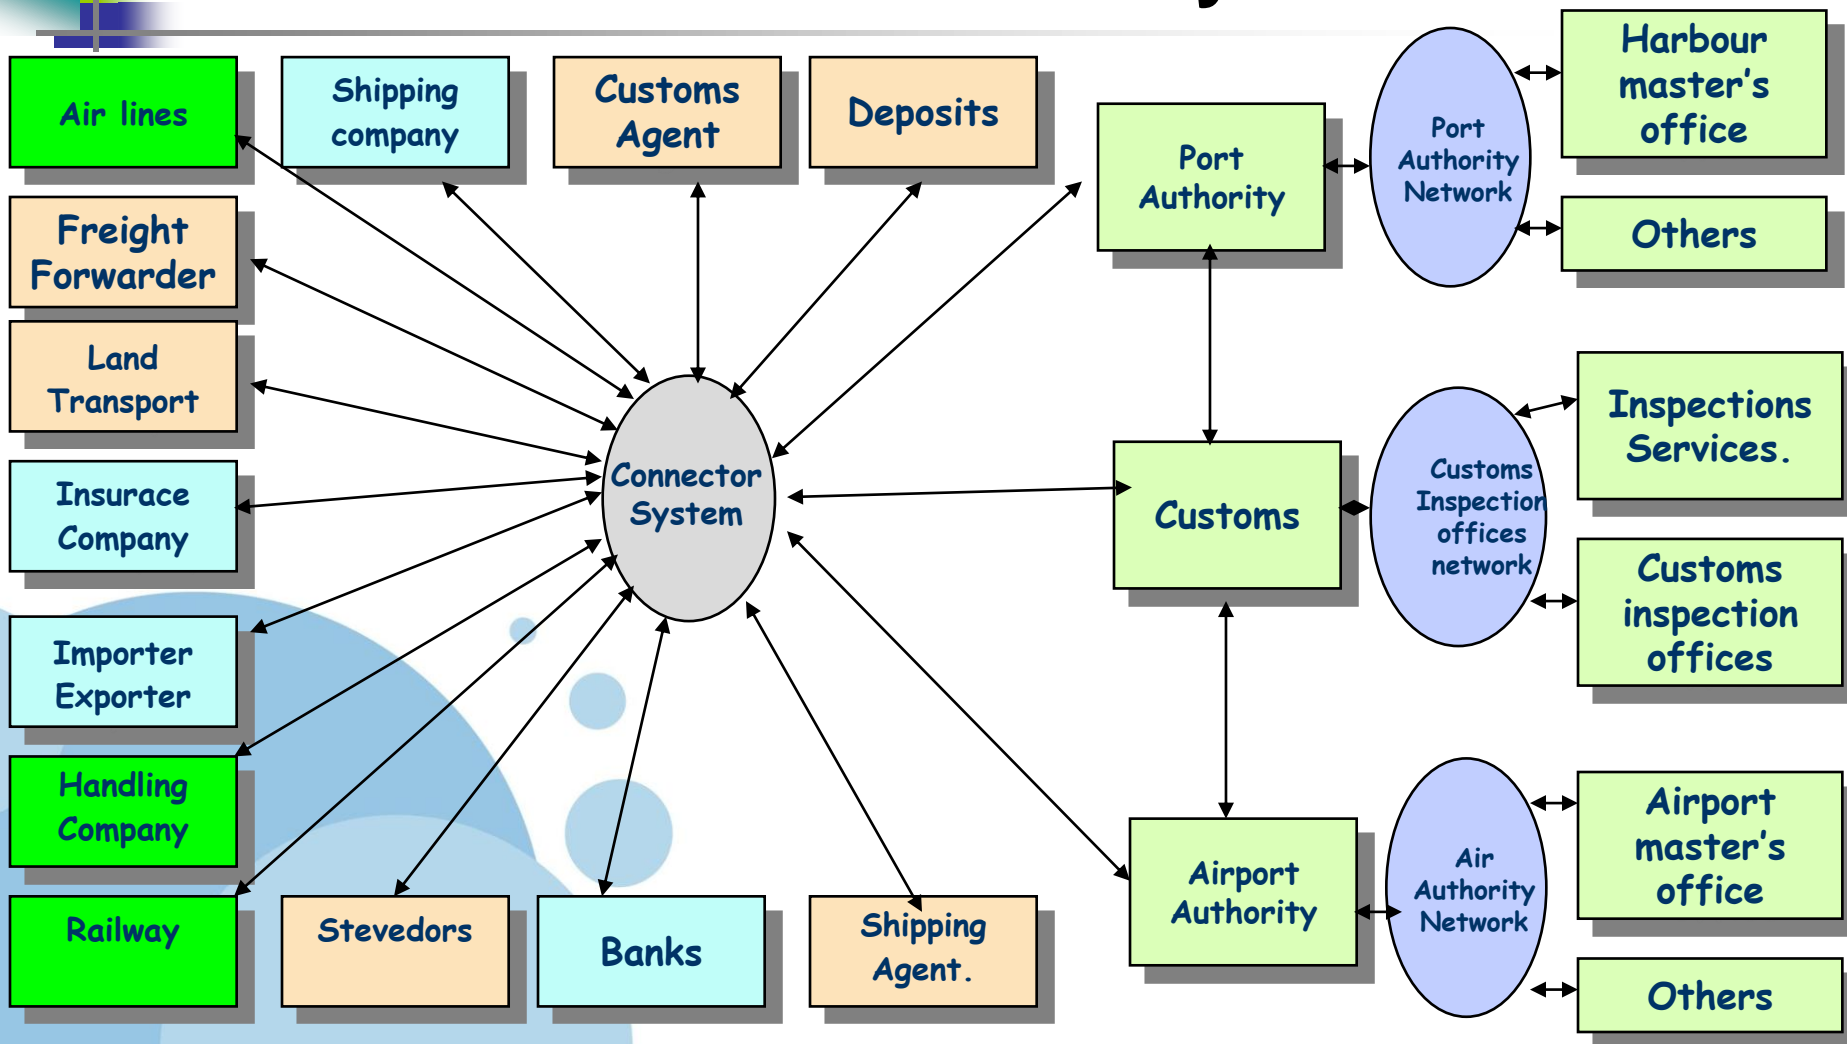 Air lines
Shipping
company
Customs
Agent
Deposits
Freight
Forwarder
Land
Transport
Insurace
Company
Importer
Exporter
Handling
Company
Railway
Stevedors
Banks
Shipping
Agent.
Connector
System
Port
Authority
Port
Authority
Network
Harbour
master's
office
Others
Customs
Customs
Inspection
offices
network
Inspections
Services.
Customs
inspection
offices
Airport
Authority
Air
Authority
Network
Airport
master's
office
Others